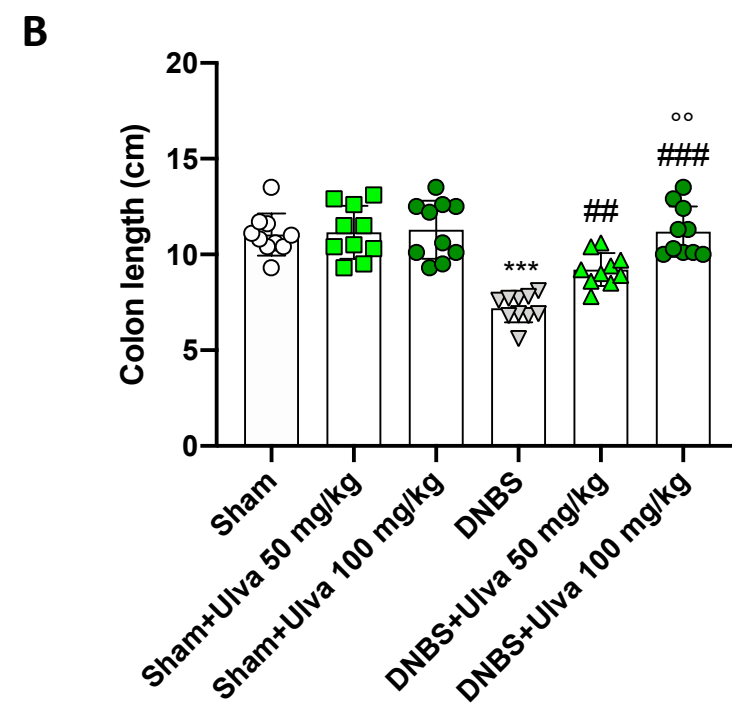 B
Colon length (cm)
20
15
10
5
0
***
##
°°
###
Sham
Sham+Ulva 50 mg/kg
Sham+Ulva 100 mg/kg
DNBS
DNBS+Ulva 50 mg/kg
DNBS+Ulva 100 mg/kg